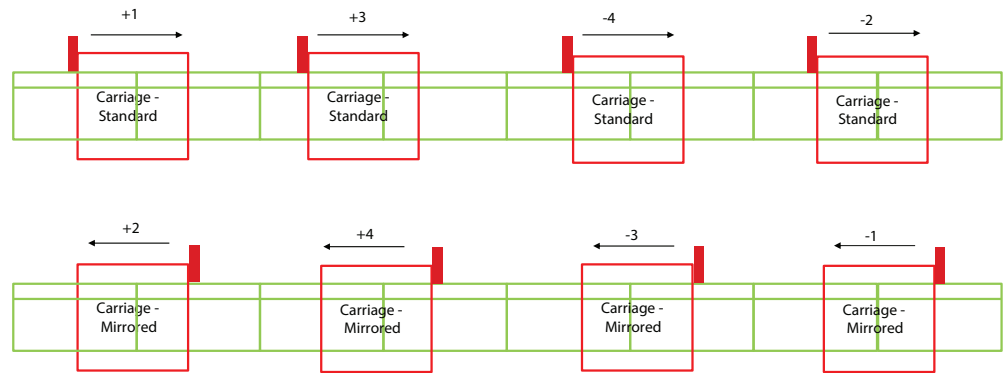 +1
+3
-4
-2
Carriage -
Standard
Carriage -
Standard
Carriage -
Standard
Carriage -
Standard
+2
+4
-3
-1
Carriage -
Mirrored
Carriage -
Mirrored
Carriage -
Mirrored
Carriage -
Mirrored